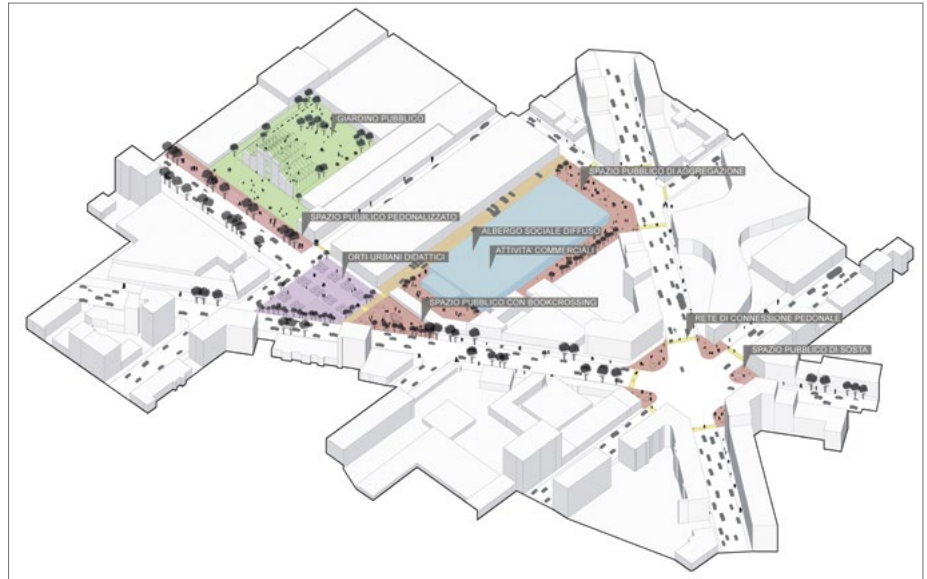 GIARDINO PUBBLICO
SPAZIO PUBBLICO DI AGGREGAZIONE
SPAZIO PUBBLICO PEDONALIZZATO
ALBERGO SOCIALE DIFFUSO
ATTIVITA' COMMERCIALI
ORTI URBANI DIDATTICI
SPAZIO PUBBLICO CON BOOKCROSSING
RETE DI CONNESSIONE PEDONALE
SPAZIO PUBBLICO DI SOSTA